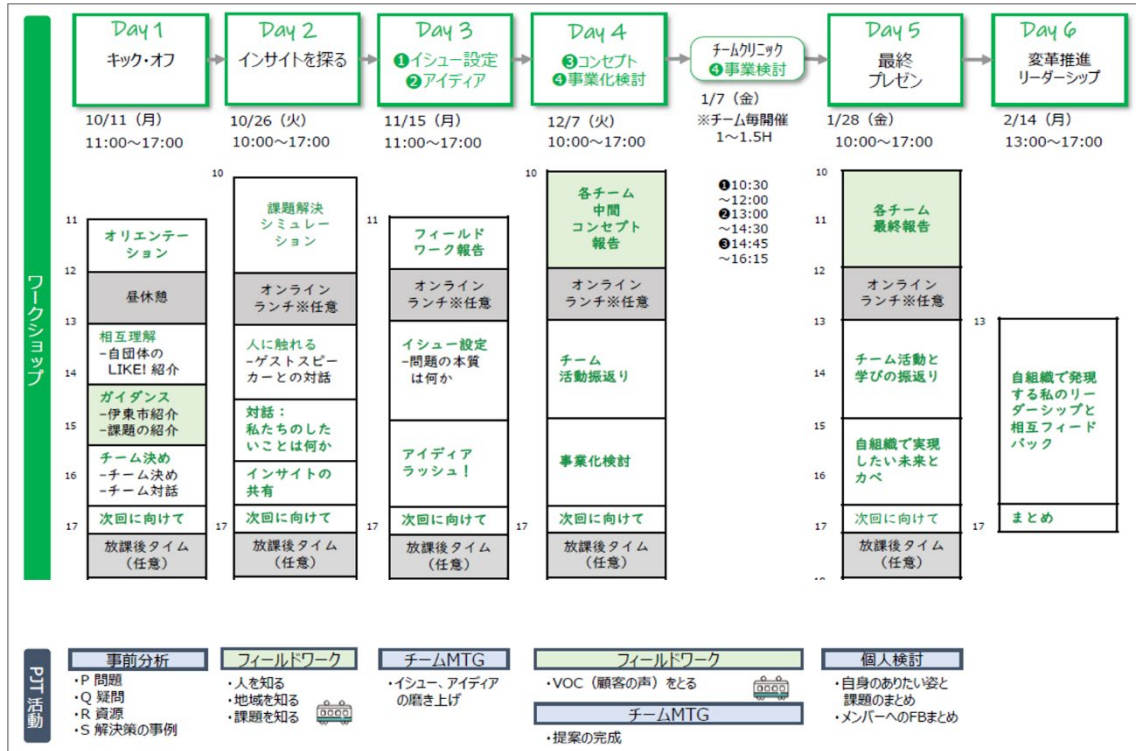 Day 1
キック・オフ
10/11（月）
11:00～17:00
Day 2
インサイトを探る
10/26（火）
10:00～17:00
Day 3
❶イシュー設定
❷アイディア
11/15（月）
11:00～17:00
Day 4
❸コンセプト
❹事業化検討
12/7（火）
10:00～17:00
チームクリニック
❹事業検討
1/7（金）
※チーム毎開催
1～1.5H
❶10:30
～12:00
❷13:00
～14:30
❸14:45
～16:15
Day 5
最終
プレゼン
1/28（金）
10:00～17:00
Day 6
変革推進
リーダーシップ
2/14（月）
13:00～17:00
ワークショップ
11
オリエンテー
ション
12
昼休憩
13
相互理解
-自団体の
LIKE! 紹介
14
ガイダンス
-伊東市紹介
-課題の紹介
15
チーム決め
-チーム決め
-チーム対話
16
次回に向けて
17
放課後タイム
（任意）
10
課題解決
シミュレー
ション
オンライン
ランチ※任意
人に触れる
-ゲストスピー
カーとの対話
対話：
私たちのした
いことは何か
インサイトの
共有
次回に向けて
17
放課後タイム
（任意）
11
フィールド
ワーク報告
オンライン
ランチ※任意
イシュー設定
-問題の本質
は何か
アイディア
ラッシュ！
次回に向けて
17
放課後タイム
（任意）
10
各チーム
中間
コンセプト
報告
オンライン
ランチ※任意
チーム
活動振返り
事業化検討
次回に向けて
17
放課後タイム
（任意）
10
11
各チーム
最終報告
12
オンライン
ランチ※任意
13
チーム活動と
学びの振返り
14
15
自組織で実現
したい未来と
カベ
16
次回に向けて
17
放課後タイム
（任意）
13
自組織で発現
する私のリー
ダーシップと
相互フィード
バック
まとめ
17
PJT 活動
事前分析
・P 問題
・Q 疑問
・R 資源
・S 解決策の事例
フィールドワーク
・人を知る
・地域を知る
・課題を知る
チームMTG
・イシュー、アイディア
の磨き上げ
フィールドワーク
・VOC（顧客の声）をとる
チームMTG
・提案の完成
個人検討
・自身のありたい姿と
課題のまとめ
・メンバーへのFBまとめ